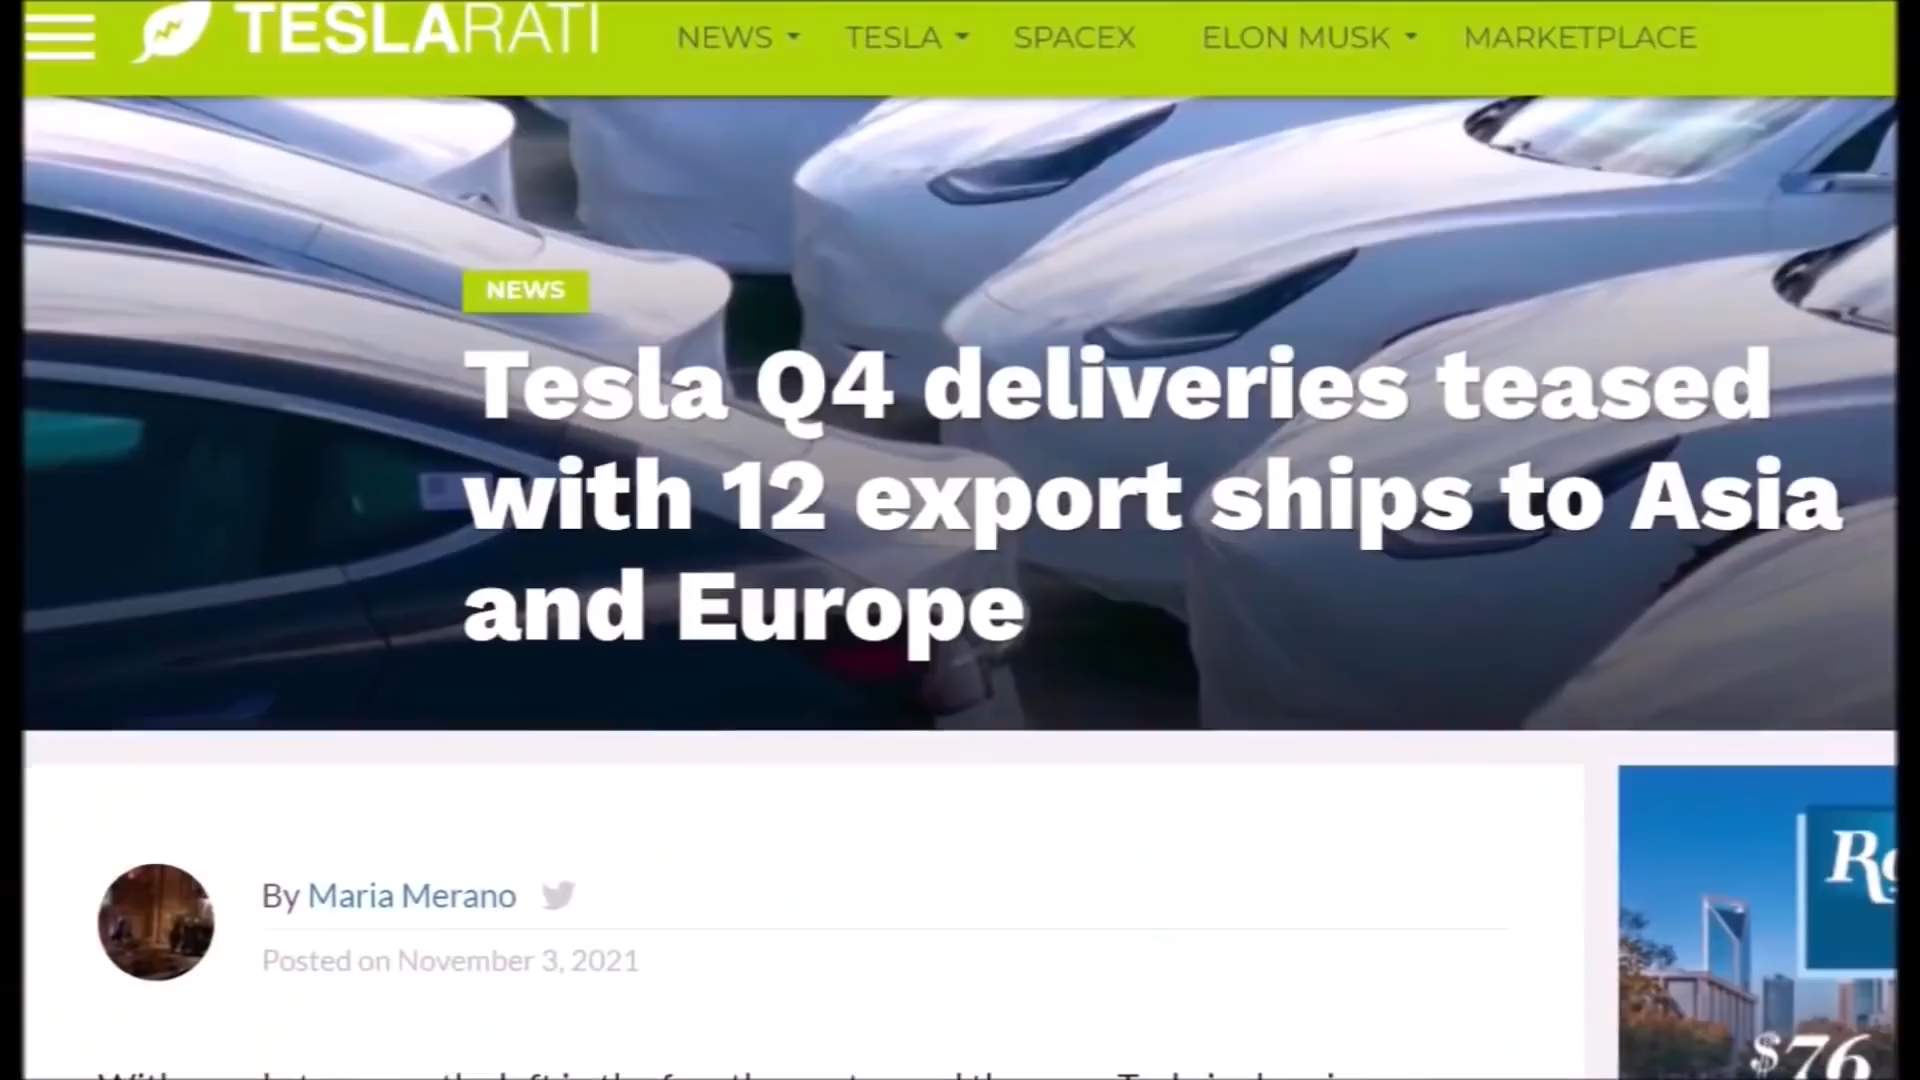 TESLARATI
NEWS TESLA SPACEX ELON MUSK MARKETPLACE
NEWS
Tesla Q4 deliveries teased
with 12 export ships to Asia
and Europe
By Maria Merano
Posted on November 3, 2021
$76